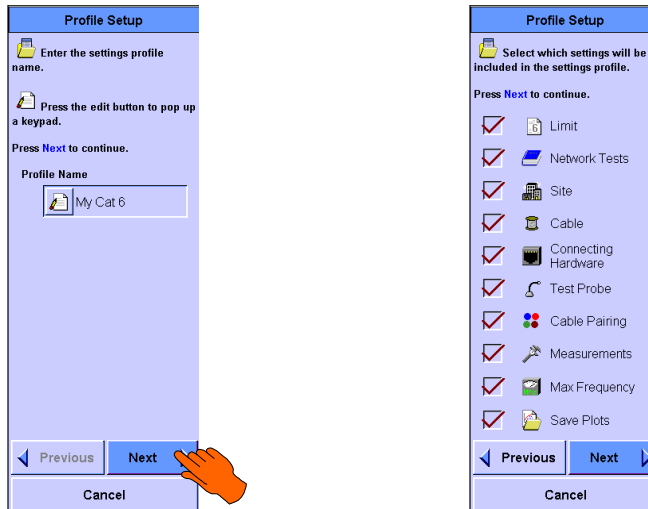 Profile Setup
Enter the settings profile
name.
Press the edit button to pop up
a keypad.
Press Next to continue.
Profile Name
My Cat 6
Previous
Next
Cancel
Profile Setup
Select which settings will be
included in the settings profile.
Press Next to continue.
6
Limit
Network Tests
Site
Cable
Connecting
Hardware
Test Probe
Cable Pairing
Measurements
Max Frequency
Save Plots
Previous
Next
Cancel